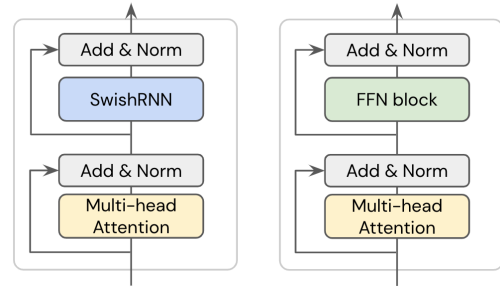 Add & Norm
SwishRNN
Add & Norm
Multi-head
Attention
Add & Norm
FFN block
Add & Norm
Multi-head
Attention